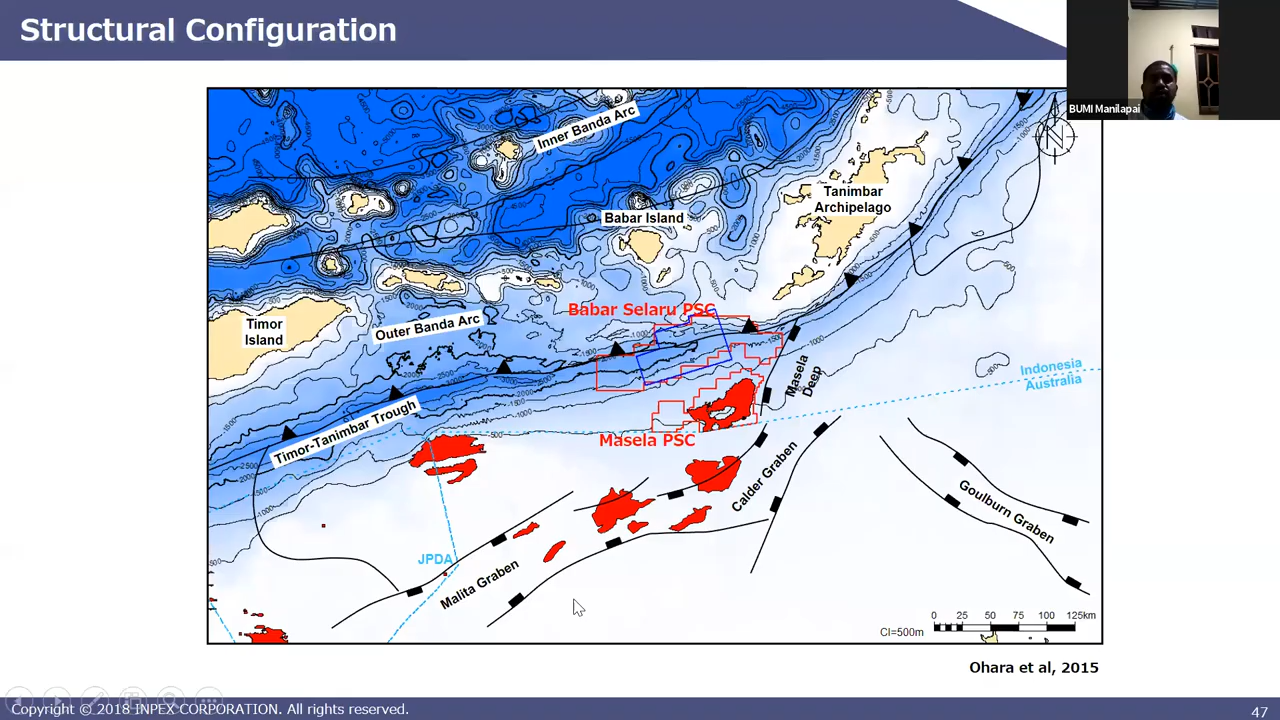 Structural Configuration
BUMI Manilapai
Inner Banda Arc
N
Tanimbar
Archipelago
Babar Island
Babar Selaru PSC
Timor
Island
Outer Banda Arc
Masela
Deep
Indonesia
Australia
Timor-Tanimbar Trough
Masela PSC
Calder Graben
Goulburn Graben
JPDA
Malita Graben
0 25 50 75 100 125km
CI=500m
Ohara et al, 2015
Copyright © 2018 INPEX CORPORATION. All rights reserved.
47